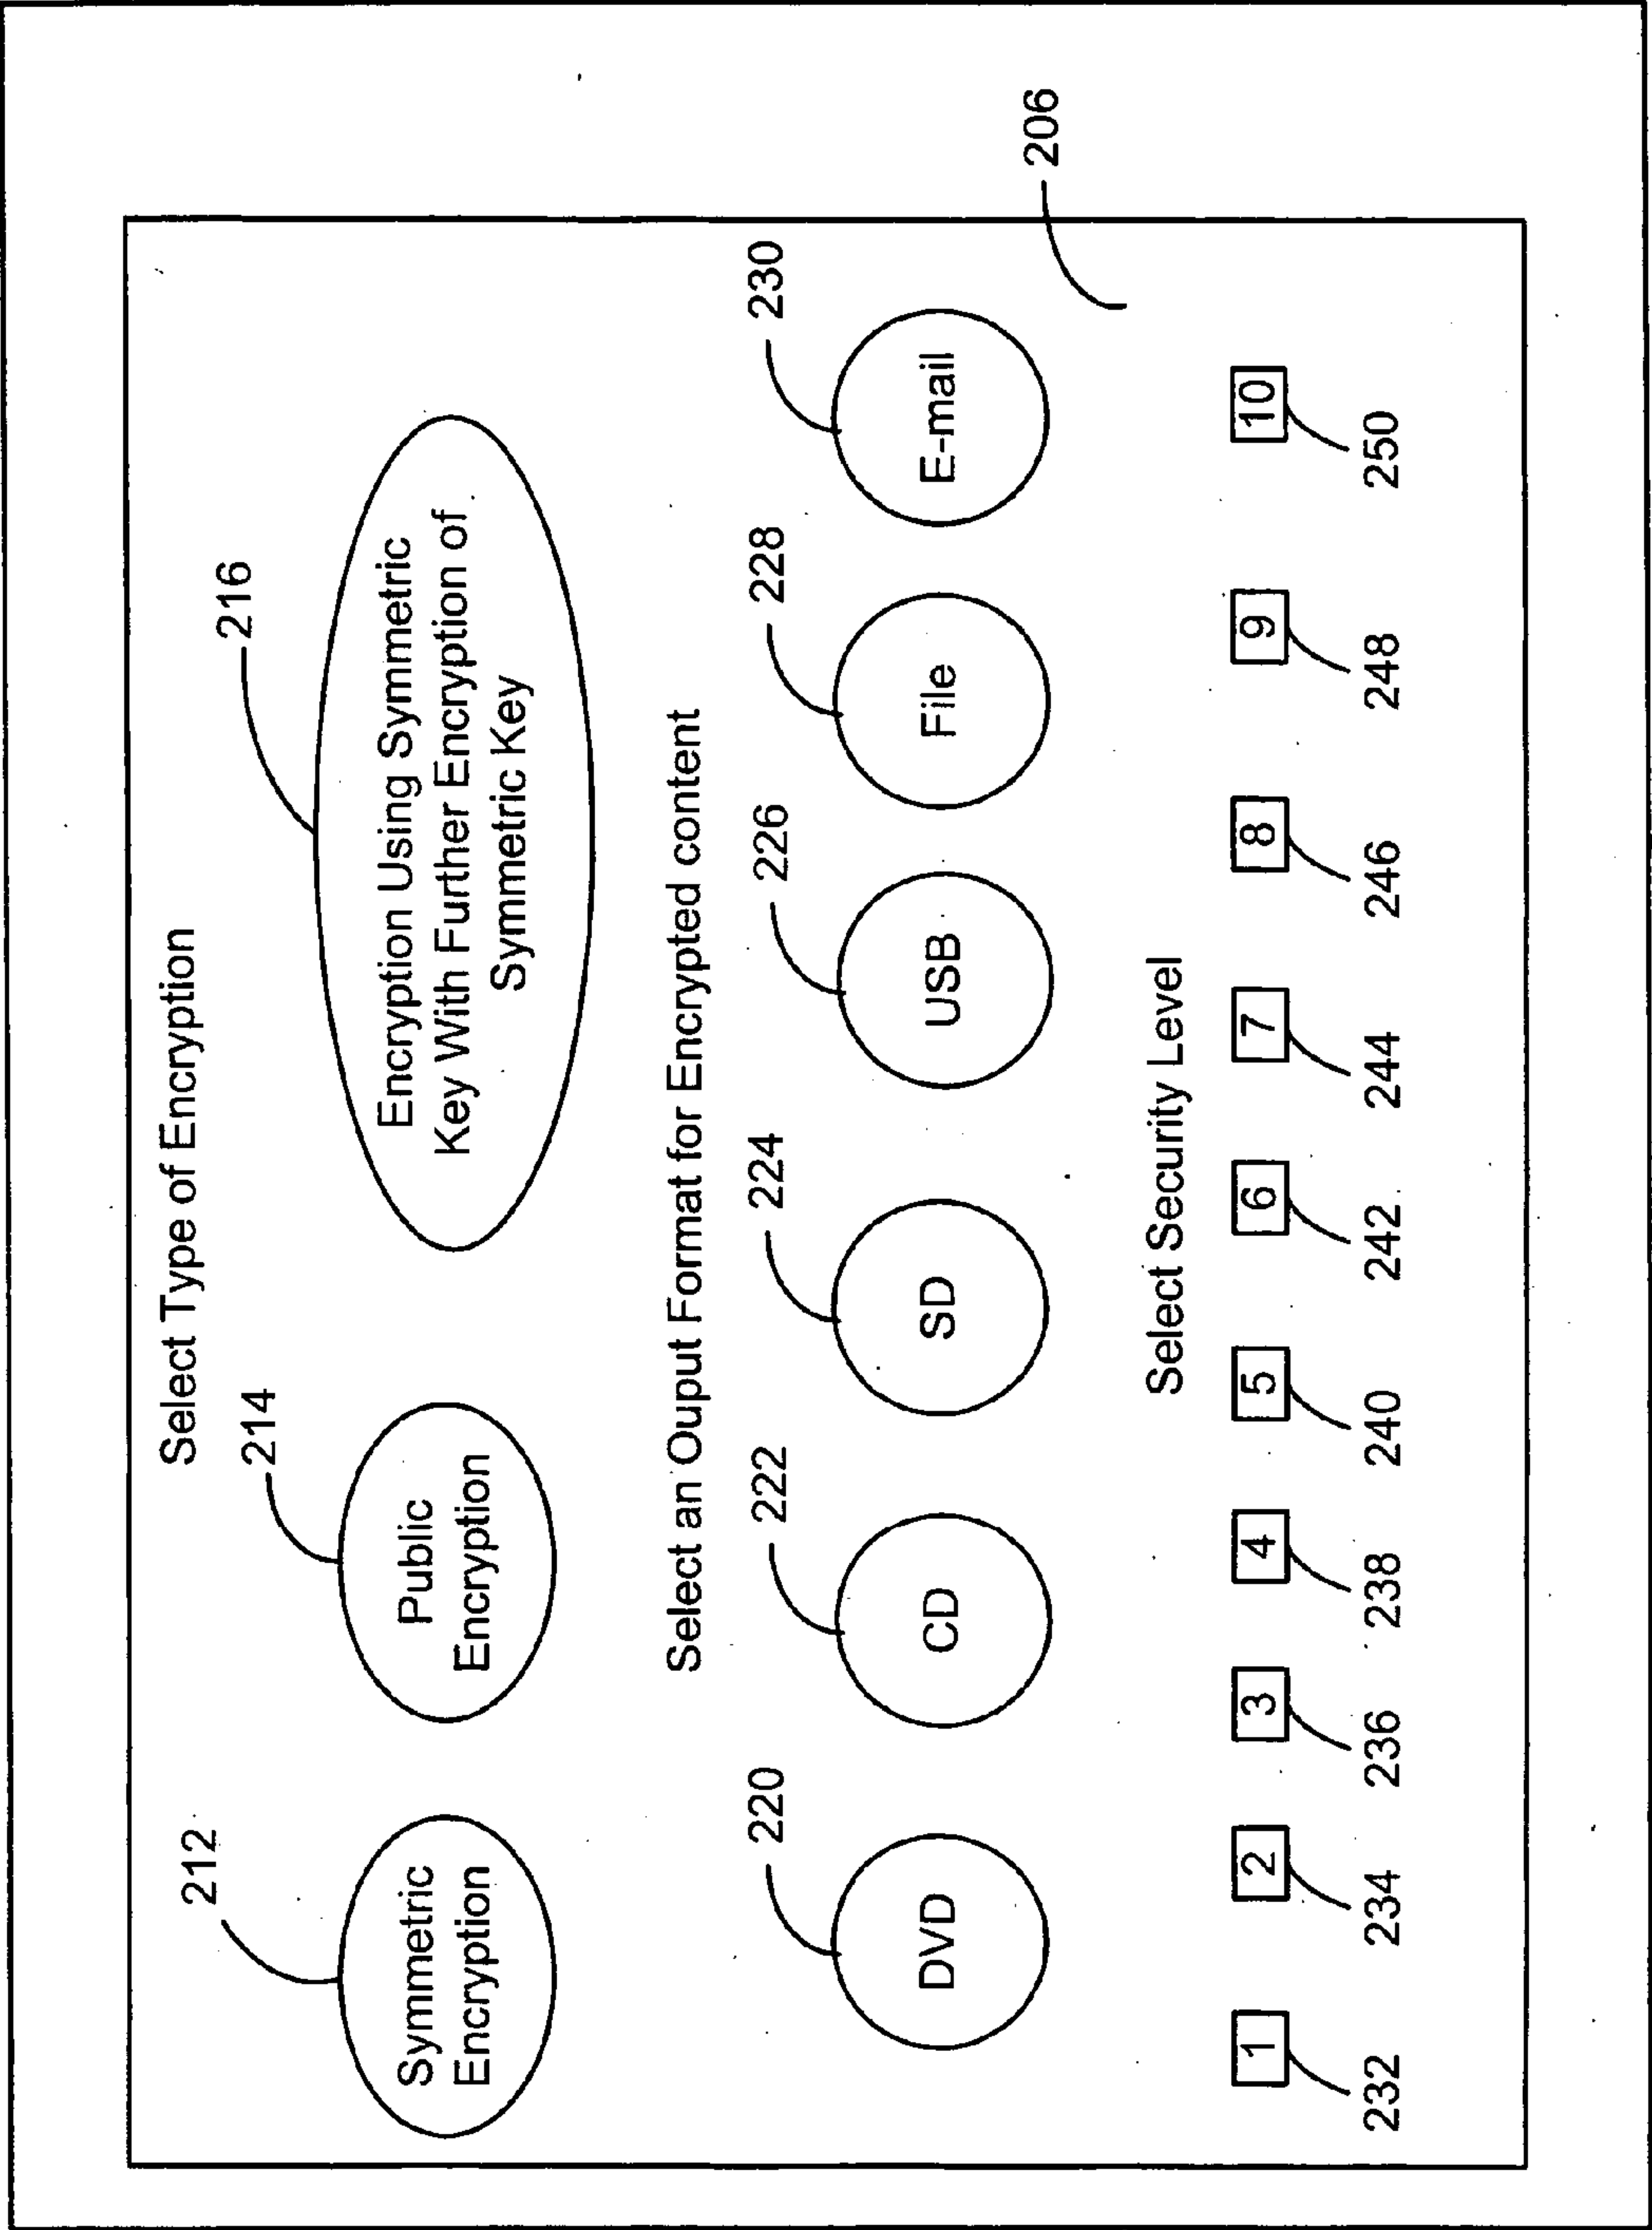 Select Type of Encryption
212
214
216
Symmetric
Encryption
Public
Encryption
Encryption Using Symmetric
Key With Further Encryption of
Symmetric Key
Select an Ouput Format for Encrypted content
220
222
224
226
228
230
DVD
CD
SD
USB
File
E-mail
206
Select Security Level
1
2
3
4
5
6
7
8
9
10
232
234
236
238
240
242
244
246
248
250